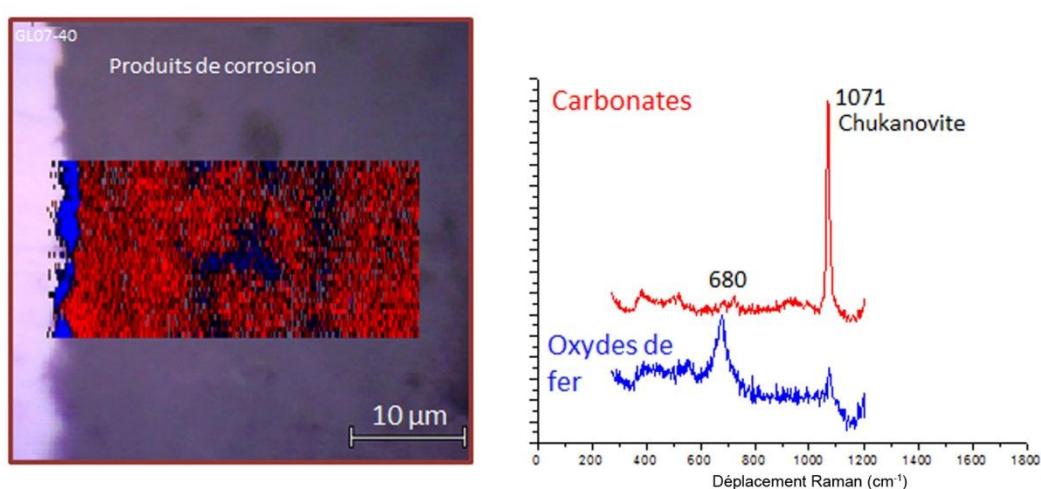 GL07-40
Produits de corrosion
10 µm
Carbonates
1071
Chukanovite
680
Oxydes de
fer
0 200 400 600 800 1000 1200 1400 1600 1800
Déplacement Raman (cm⁻¹)